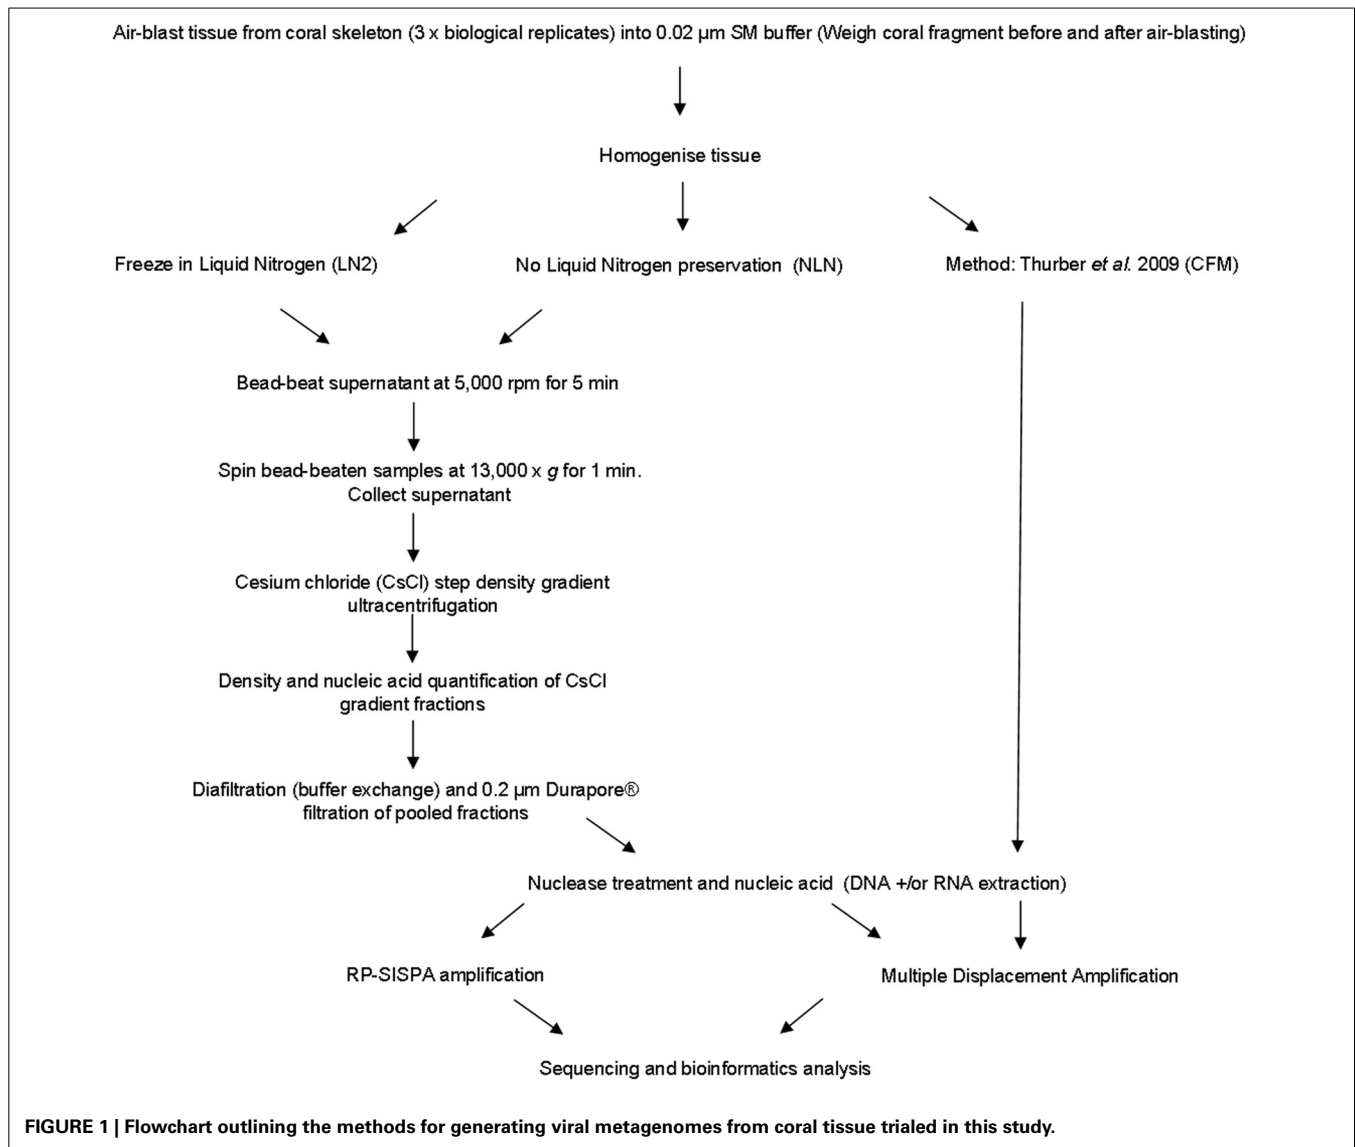 Air-blast tissue from coral skeleton (3 x biological replicates) into 0.02 µm SM buffer (Weigh coral fragment before and after air-blasting)
Homogenise tissue
Freeze in Liquid Nitrogen (LN2)
No Liquid Nitrogen preservation (NLN)
Method: Thurber et al. 2009 (CFM)
Bead-beat supernatant at 5,000 rpm for 5 min
Spin bead-beaten samples at 13,000 x g for 1 min.
Collect supernatant
Cesium chloride (CsCl) step density gradient
ultracentrifugation
Density and nucleic acid quantification of CsCl
gradient fractions
Diafiltration (buffer exchange) and 0.2 µm Durapore®
filtration of pooled fractions
Nuclease treatment and nucleic acid (DNA +/or RNA extraction)
RP-SISPA amplification
Multiple Displacement Amplification
Sequencing and bioinformatics analysis
FIGURE 1 | Flowchart outlining the methods for generating viral metagenomes from coral tissue trialed in this study.